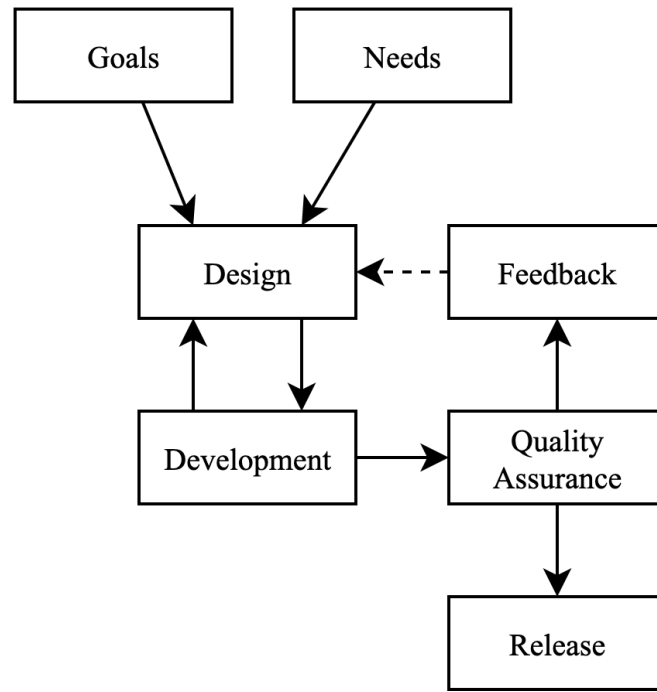 Goals
Needs
Design
Feedback
Development
Quality
Assurance
Release